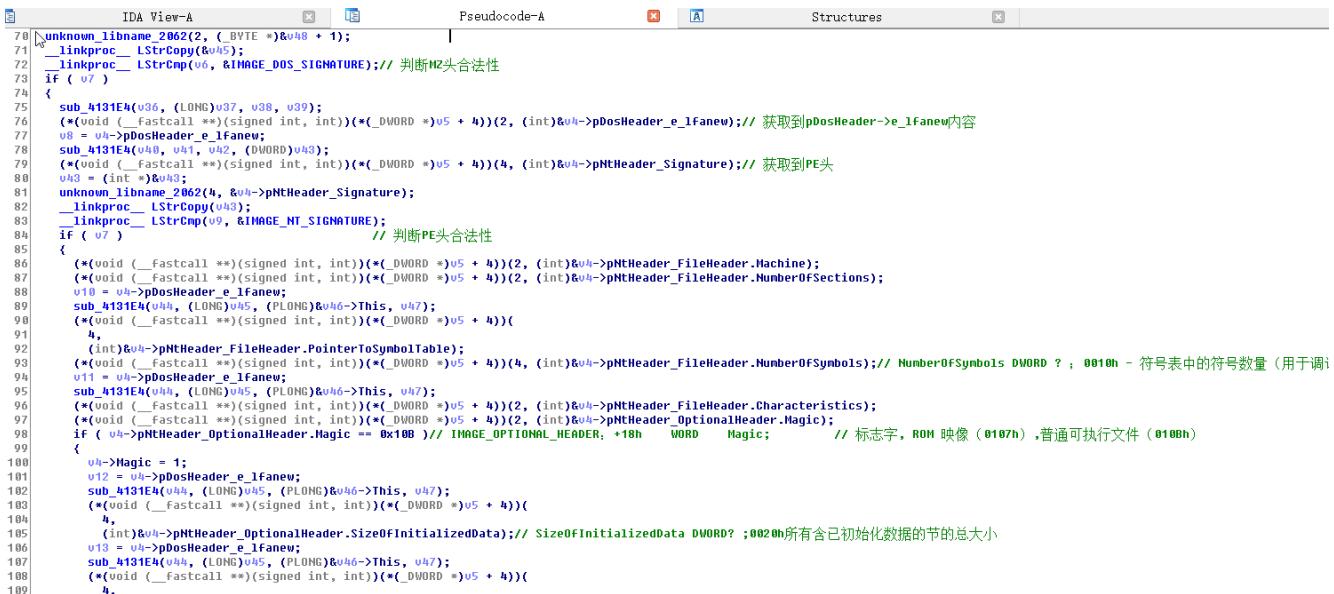 IDA View-A Pseudocode-A Structures
70 unknown_libname_2062(2, (_BYTE *)&v48 + 1);
71 __linkproc__ LStrCopy(&v45);
72 __linkproc__ LStrCmp(v6, &IMAGE_DOS_SIGNATURE);// 判断MZ头合法性
73 if ( v7 )
74 {
75 sub_4131E4(v36, (LONG)v37, v38, v39);
76 (*(void (__fastcall **)(signed int, int))(*(_DWORD *)v5 + 4))(2, (int)&v4->pDosHeader_e_lfanew);// 获取到pDosHeader->e_lfanew内容
77 v8 = v4->pDosHeader_e_lfanew;
78 sub_4131E4(v40, v41, v42, (DWORD)v43);
79 (*(void (__fastcall **)(signed int, int))(*(_DWORD *)v5 + 4))(4, (int)&v4->pNtHeader_Signature);// 获取到PE头
80 v43 = (int *)&v43;
81 unknown_libname_2062(4, &v4->pNtHeader_Signature);
82 __linkproc__ LStrCopy(v43);
83 __linkproc__ LStrCmp(v9, &IMAGE_NT_SIGNATURE);
84 if ( v7 ) // 判断PE头合法性
85 {
86 (*(void (__fastcall **)(signed int, int))(*(_DWORD *)v5 + 4))(2, (int)&v4->pNtHeader_FileHeader.Machine);
87 (*(void (__fastcall **)(signed int, int))(*(_DWORD *)v5 + 4))(2, (int)&v4->pNtHeader_FileHeader.NumberOfSections);
88 v10 = v4->pDosHeader_e_lfanew;
89 sub_4131E4(v44, (LONG)v45, (PLONG)&v46->This, v47);
90 (*(void (__fastcall **)(signed int, int))(*(_DWORD *)v5 + 4))(
91 4,
92 (int)&v4->pNtHeader_FileHeader.PointerToSymbolTable);
93 (*(void (__fastcall **)(signed int, int))(*(_DWORD *)v5 + 4))(4, (int)&v4->pNtHeader_FileHeader.NumberOfSymbols);// NumberOfSymbols DWORD ? ; 0010h - 符号表中的符号数量（用于调
94 v11 = v4->pDosHeader_e_lfanew;
95 sub_4131E4(v44, (LONG)v45, (PLONG)&v46->This, v47);
96 (*(void (__fastcall **)(signed int, int))(*(_DWORD *)v5 + 4))(2, (int)&v4->pNtHeader_FileHeader.Characteristics);
97 (*(void (__fastcall **)(signed int, int))(*(_DWORD *)v5 + 4))(2, (int)&v4->pNtHeader_OptionalHeader.Magic);
98 if ( v4->pNtHeader_OptionalHeader.Magic == 0x10B )// IMAGE_OPTIONAL_HEADER; +18h WORD Magic; // 标志字, ROM 映像（0107h）,普通可执行文件（010Bh）
99 {
100 v4->Magic = 1;
101 v12 = v4->pDosHeader_e_lfanew;
102 sub_4131E4(v44, (LONG)v45, (PLONG)&v46->This, v47);
103 (*(void (__fastcall **)(signed int, int))(*(_DWORD *)v5 + 4))(
104 4,
105 (int)&v4->pNtHeader_OptionalHeader.SizeOfInitializedData);// SizeOfInitializedData DWORD? ;0020h所有含已初始化数据的节的总大小
106 v13 = v4->pDosHeader_e_lfanew;
107 sub_4131E4(v44, (LONG)v45, (PLONG)&v46->This, v47);
108 (*(void (__fastcall **)(signed int, int))(*(_DWORD *)v5 + 4))(
109 4,